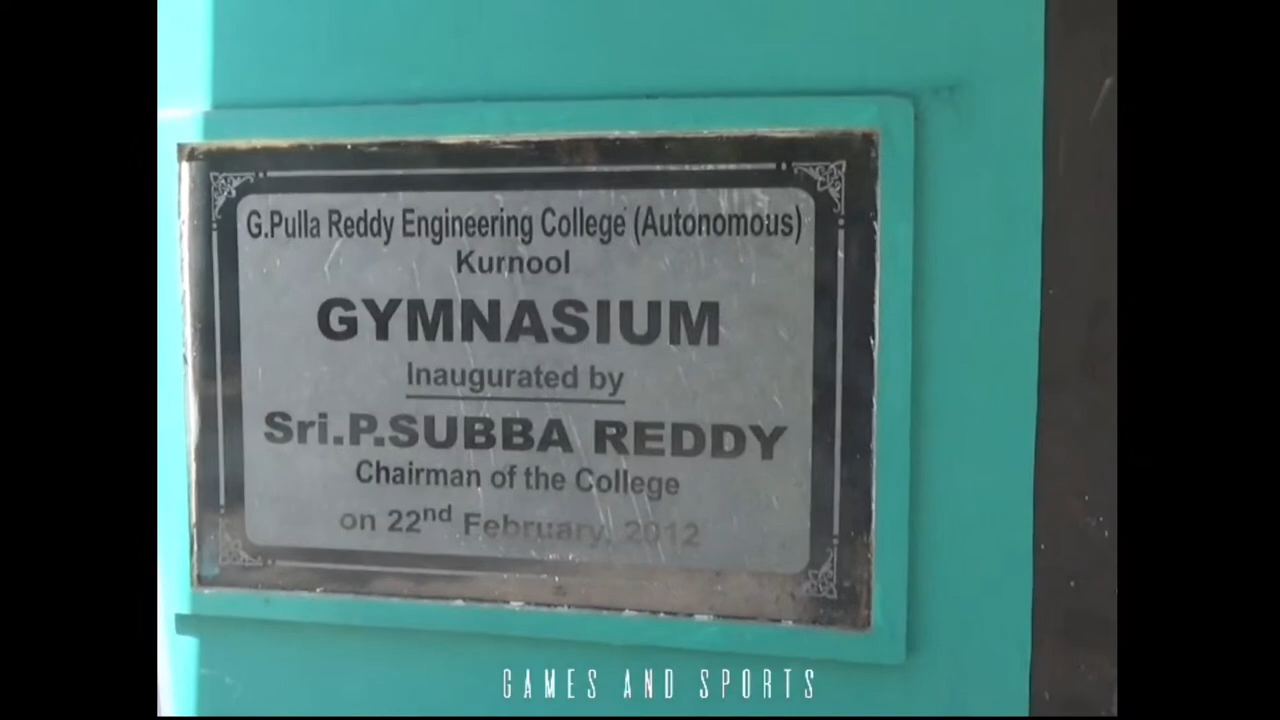 G.Pulla Reddy Engineering College (Autonomous)
Kurnool
GYMNASIUM
Inaugurated by
Sri.P.SUBBA REDDY
Chairman of the College
on 22nd February, 2012
GAMES AND SPORTS